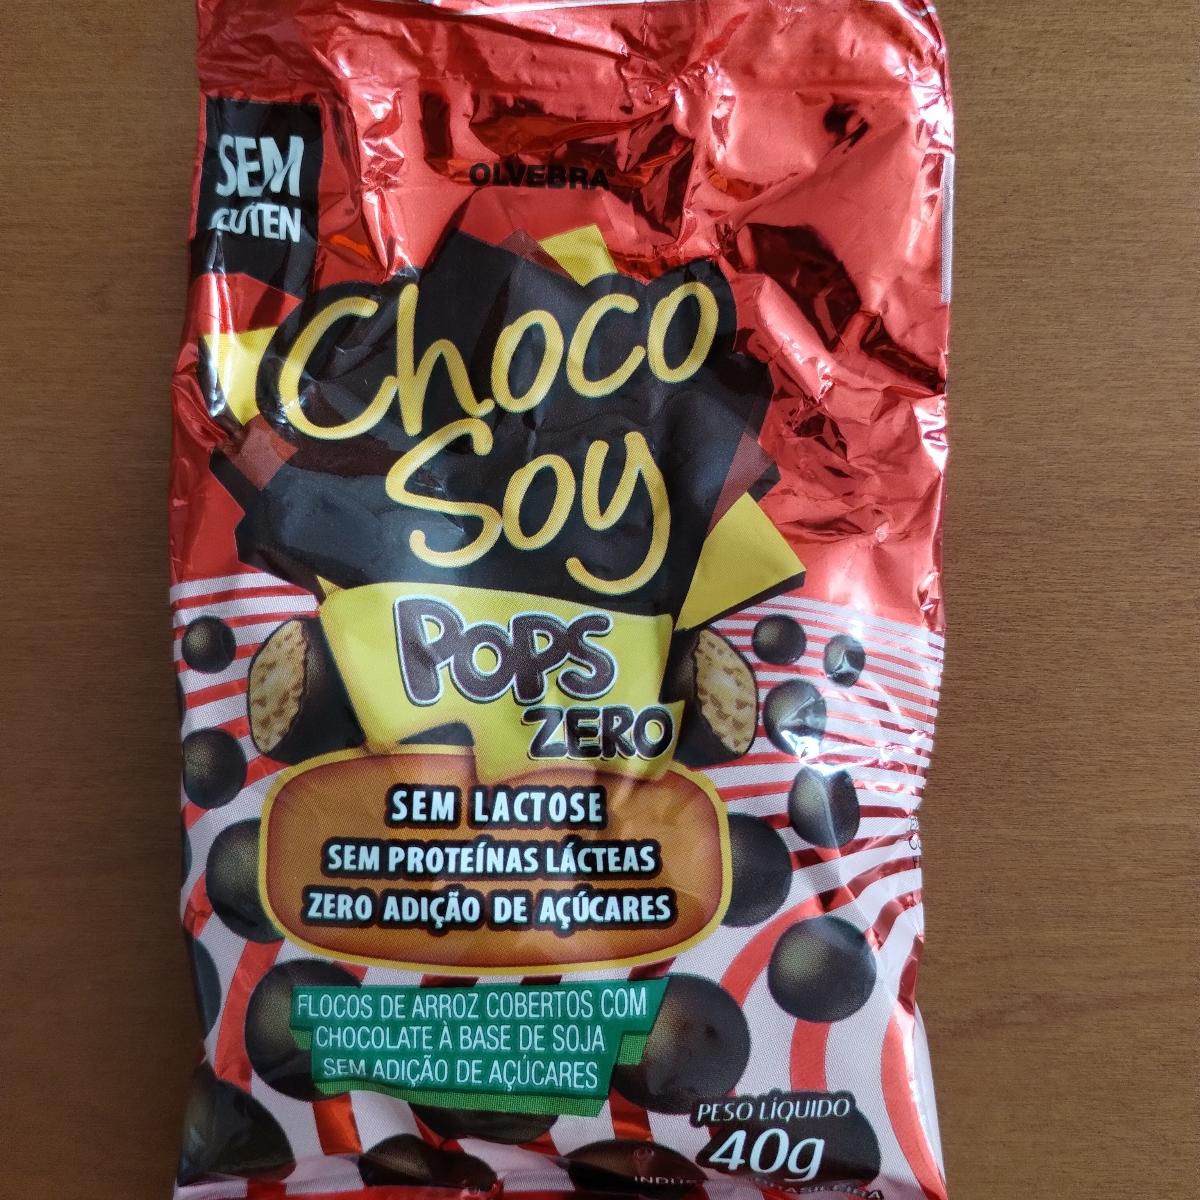 SEM
GLÚTEN
OLVEBRA
Choco
Soy
POPS
ZERO
SEM LACTOSE
SEM PROTEÍNAS LÁCTEAS
ZERO ADIÇÃO DE AÇÚCARES
FLOCOS DE ARROZ COBERTOS COM
CHOCOLATE À BASE DE SOJA
SEM ADIÇÃO DE AÇÚCARES
PESO LÍQUIDO
40g